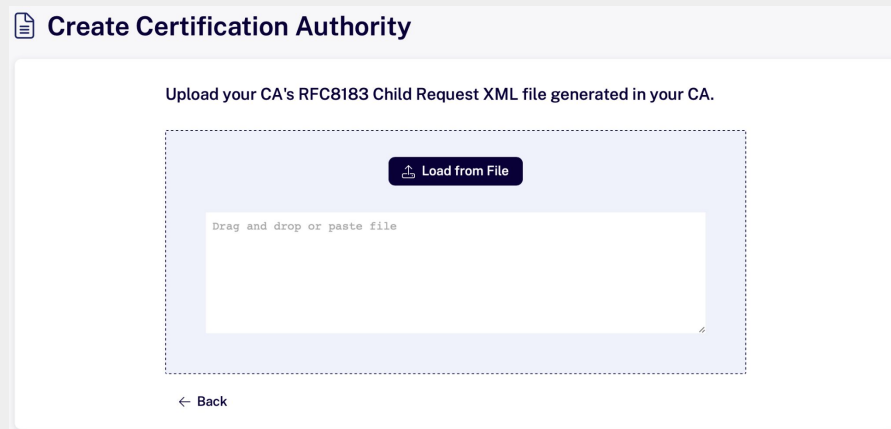 Create Certification Authority
Upload your CA's RFC8183 Child Request XML file generated in your CA.
Load from File
Drag and drop or paste file
← Back